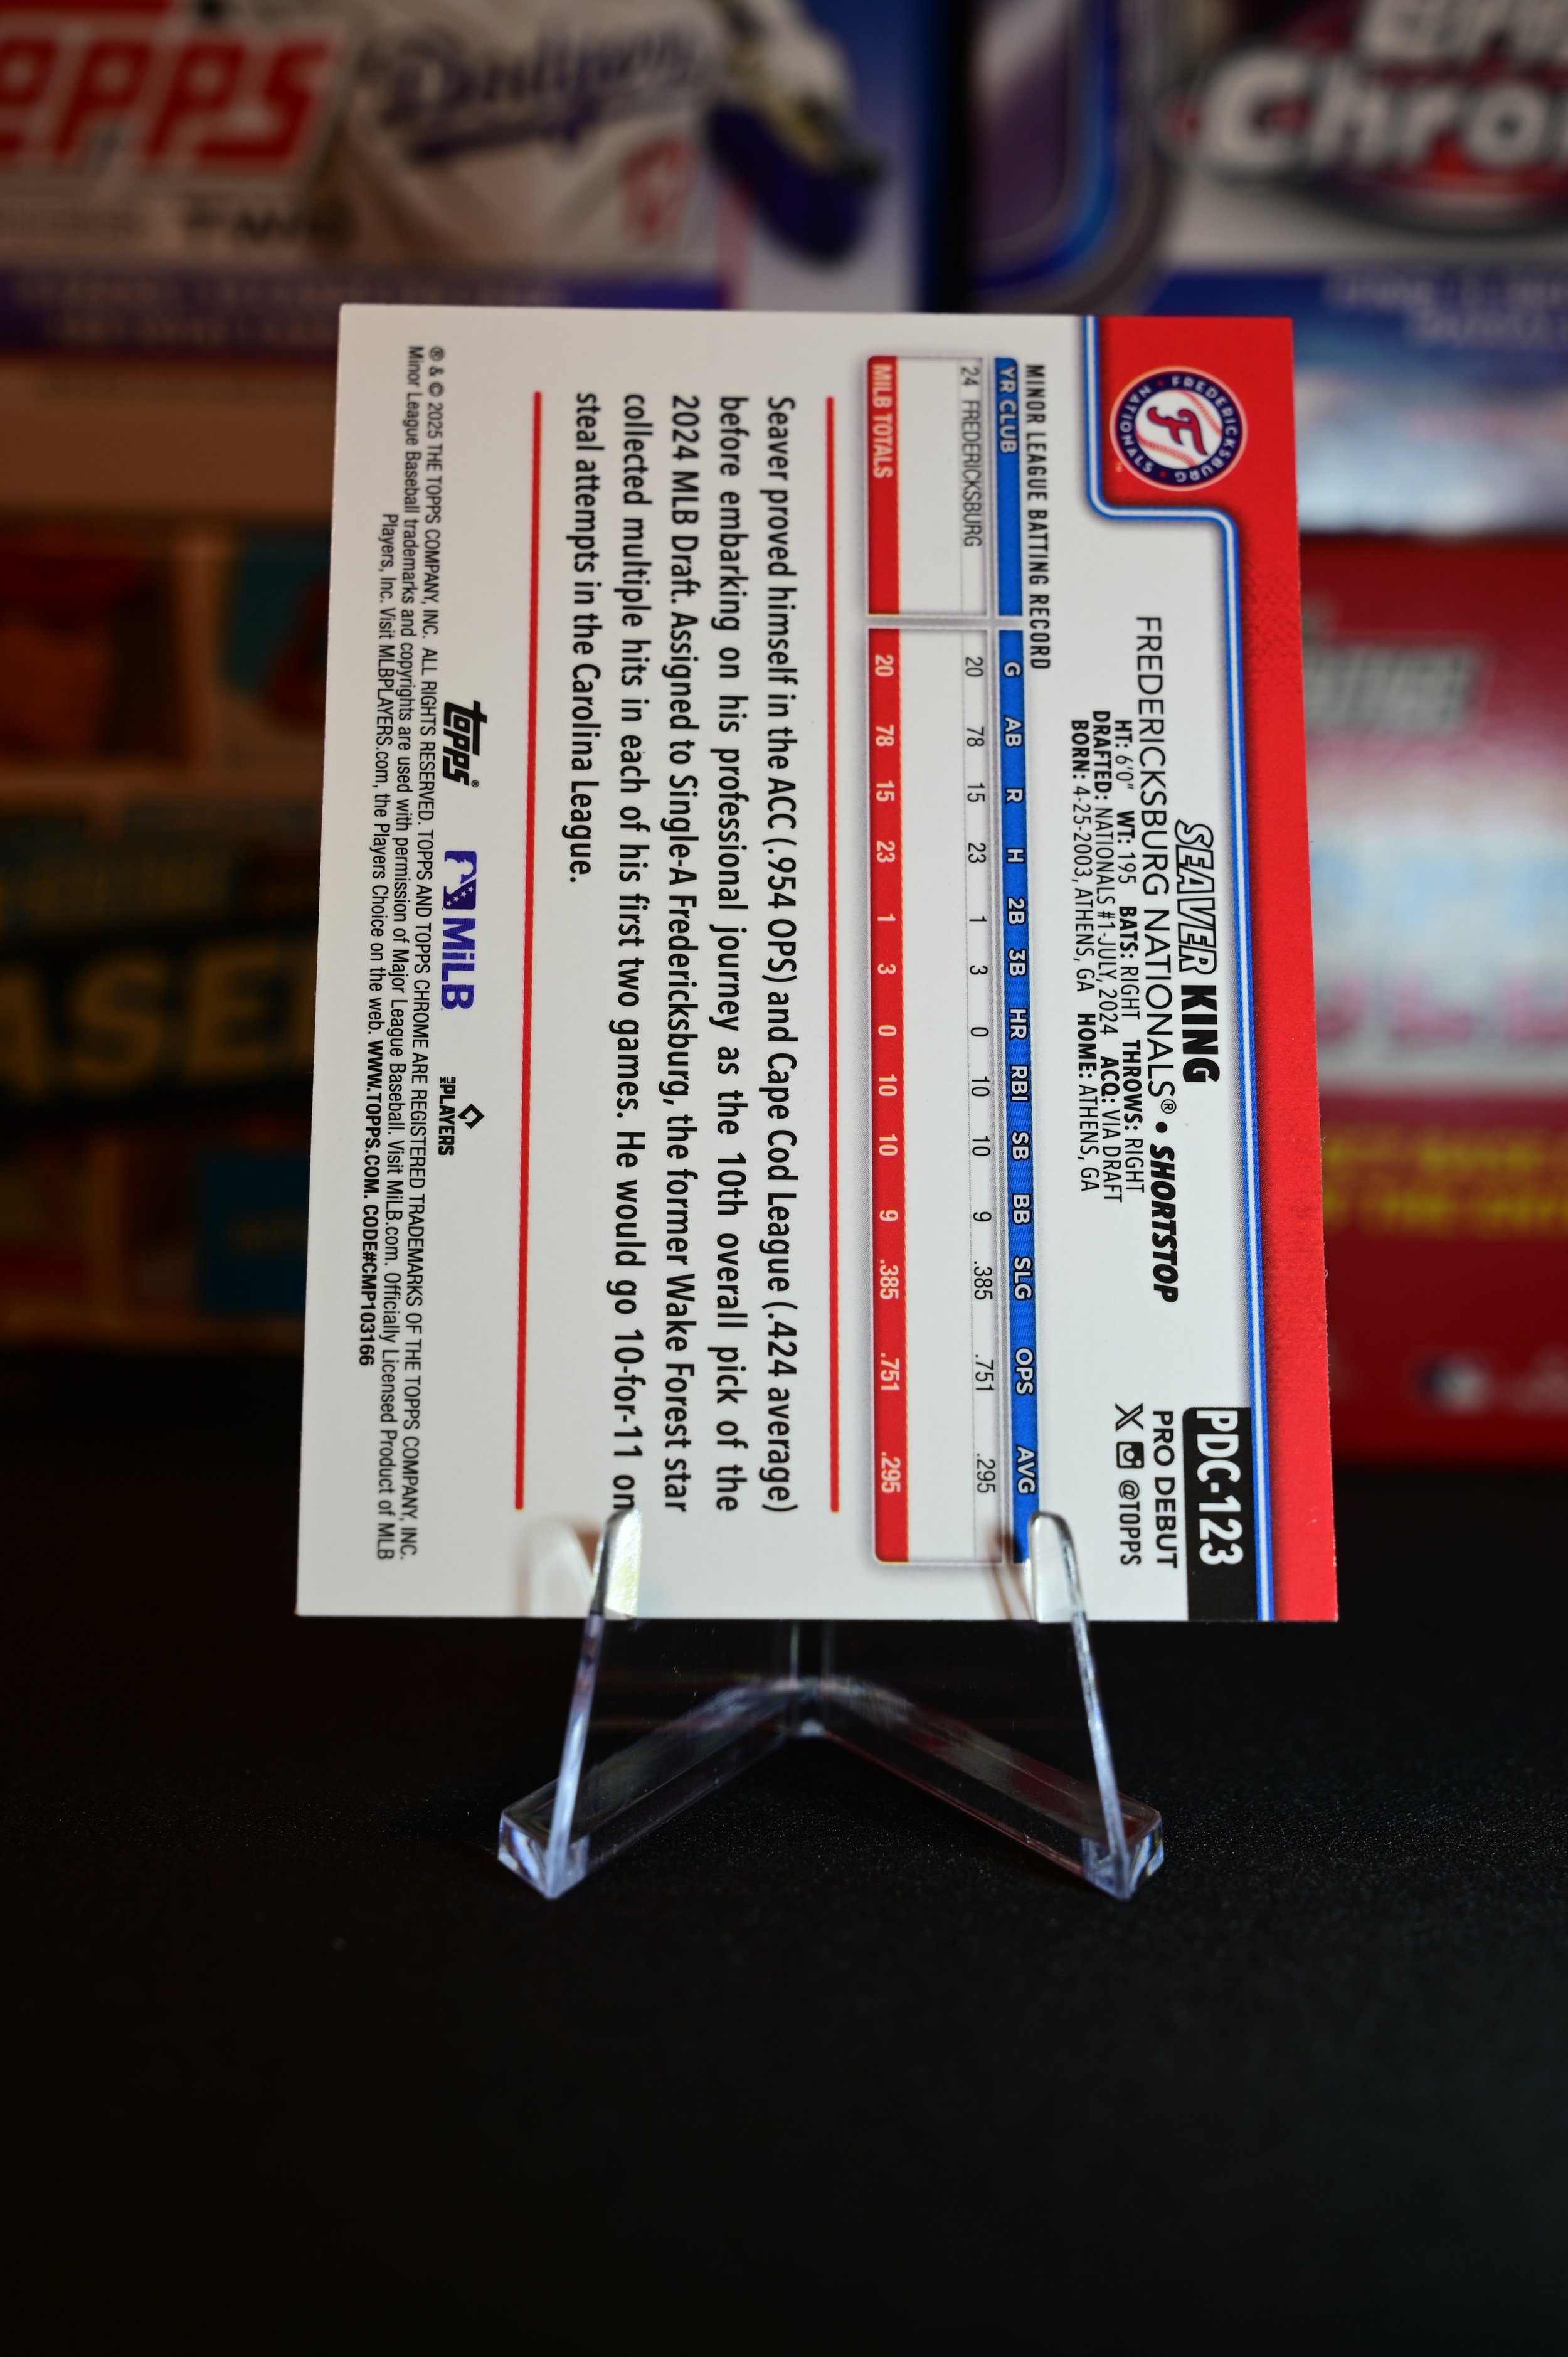 PDC-123
PRO DEBUT
@TOPPS
FREDERICKSBURG NATIONALS
F
SEAVER KING
FREDERICKSBURG NATIONALS® • SHORTSTOP
HT: 6'0" WT: 195 BATS: RIGHT THROWS: RIGHT
DRAFTED: NATIONALS #1-JULY, 2024 ACQ: VIA DRAFT
BORN: 4-25-2003, ATHENS, GA HOME: ATHENS, GA
MINOR LEAGUE BATTING RECORD
YR CLUB G AB R H 2B 3B HR RBI SB BB SLG OPS AVG
24 FREDERICKSBURG 20 78 15 23 1 3 0 10 10 9 .385 .751 .295
MILB TOTALS 20 78 15 23 1 3 0 10 10 9 .385 .751 .295
Seaver proved himself in the ACC (.954 OPS) and Cape Cod League (.424 average)
before embarking on his professional journey as the 10th overall pick of the
2024 MLB Draft. Assigned to Single-A Fredericksburg, the former Wake Forest star
collected multiple hits in each of his first two games. He would go 10-for-11 on
steal attempts in the Carolina League.
topps® MiLB PLAYERS
® & © 2025 THE TOPPS COMPANY, INC. ALL RIGHTS RESERVED. TOPPS AND TOPPS CHROME ARE REGISTERED TRADEMARKS OF THE TOPPS COMPANY, INC.
Minor League Baseball trademarks and copyrights are used with permission of Major League Baseball. Visit MiLB.com. Officially Licensed Product of MLB
Players, Inc. Visit MLBPLAYERS.com, the Players Choice on the web. WWW.TOPPS.COM. CODE#CMP103166
Dodgers